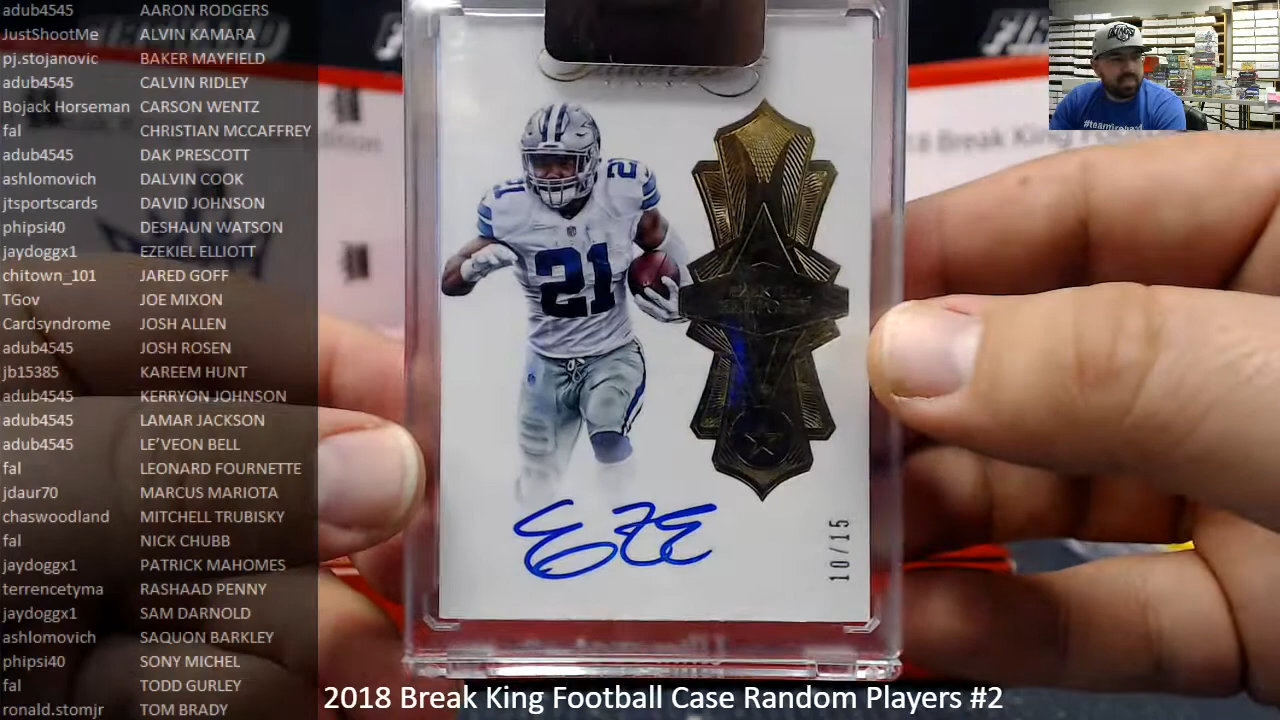 adub4545 AARON RODGERS
JustShootMe ALVIN KAMARA
pj.stojanovic BAKER MAYFIELD
adub4545 CALVIN RIDLEY
Bojack Horseman CARSON WENTZ
fal CHRISTIAN MCCAFFREY
adub4545 DAK PRESCOTT
ashlomovich DALVIN COOK
jtsportscards DAVID JOHNSON
phipsi40 DESHAUN WATSON
jaydoggx1 EZEKIEL ELLIOTT
chitown_101 JARED GOFF
TGov JOE MIXON
Cardsyndrome JOSH ALLEN
adub4545 JOSH ROSEN
jb15385 KAREEM HUNT
adub4545 KERRYON JOHNSON
adub4545 LAMAR JACKSON
adub4545 LE'VEON BELL
fal LEONARD FOURNETTE
jdaur70 MARCUS MARIOTA
chaswoodland MITCHELL TRUBISKY
fal NICK CHUBB
jaydoggx1 PATRICK MAHOMES
terrencetyma RASHAAD PENNY
jaydoggx1 SAM DARNOLD
ashlomovich SAQUON BARKLEY
phipsi40 SONY MICHEL
fal TODD GURLEY
ronald.stomjr TOM BRADY
21
21
21
10/15
18 Break King Foot
2018 Break King Football Case Random Players #2